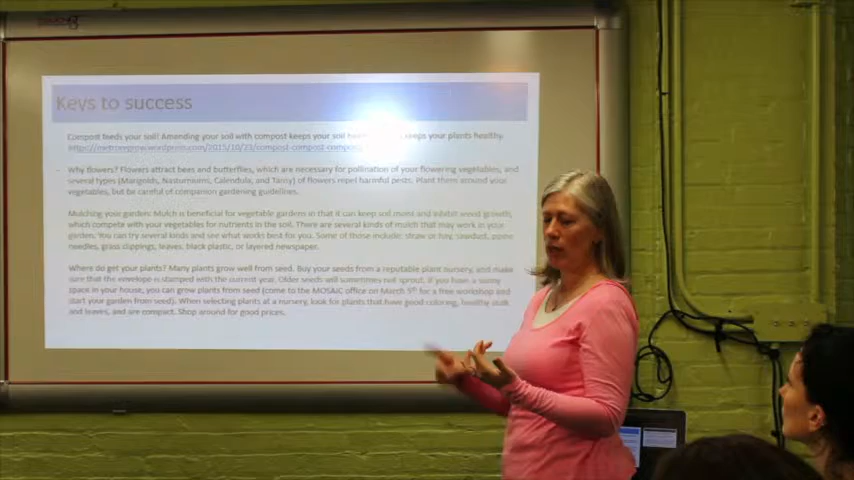 Keys to success
Compost feeds your soil! Amending your soil with compost keeps your soil keeps your plants healthy.
Why flowers? Flowers attract bees and butterflies, which are necessary for pollination of your flowering vegetables, and
several types (Marigolds, Nasturtiums, Calendula, and Tansy) of flowers repel harmful pests. Plant them around your
vegetables, but be careful of companion gardening guidelines.
Mulching your garden: Mulch is beneficial for vegetable gardens in that it can keep soil moist and inhibit weed growth,
which compete with your vegetables for nutrients in the soil. There are several kinds of mulch that may work in your
garden. You can try several kinds and see what works best for you. Some of those include: straw or hay, sawdust, pine
needles, grass clippings, leaves, black plastic, or layered newspaper.
Where do get your plants? Many plants grow well from seed. Buy your seeds from a reputable plant nursery, and make
sure that the envelope is stamped with the current year. Older seeds will sometimes not sprout. If you have a sunny
space in your house, you can grow plants from seed (come to the MOSAIC office on March 5th for a free workshop and
start your garden from seed). When selecting plants at a nursery, look for plants that have good coloring, healthy stalk
and leaves, and are compact. Shop around for good prices.